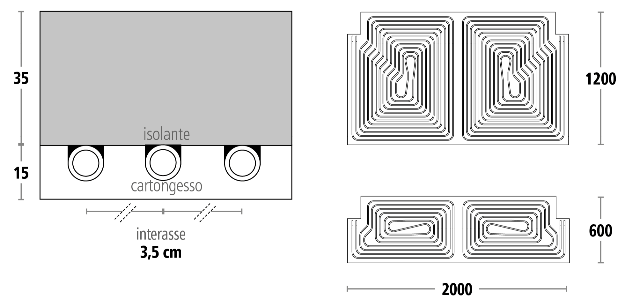 35
isolante
15
cartongesso
interasse
3,5 cm
1200
600
2000